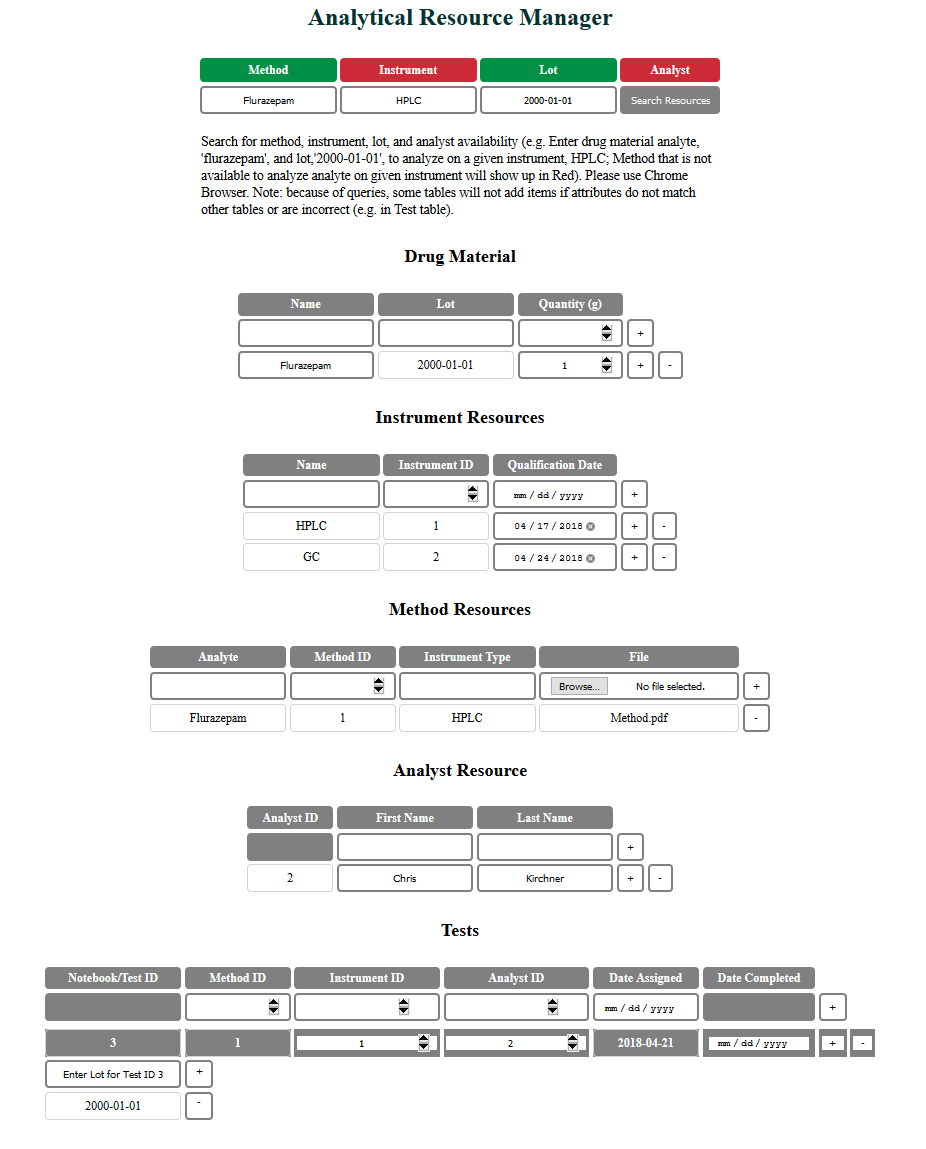 Analytical Resource Manager
Method Instrument Lot Analyst
Flurazepam HPLC 2000-01-01 Search Resources
Search for method, instrument, lot, and analyst availability (e.g. Enter drug material analyte,
'flurazepam', and lot,'2000-01-01', to analyze on a given instrument, HPLC; Method that is not
available to analyze analyte on given instrument will show up in Red). Please use Chrome
Browser. Note: because of queries, some tables will not add items if attributes do not match
other tables or are incorrect (e.g. in Test table).
Drug Material
Name Lot Quantity (g)
+
Flurazepam 2000-01-01 1 + -
Instrument Resources
Name Instrument ID Qualification Date
mm / dd / yyyy +
HPLC 1 04 / 17 / 2018 + -
GC 2 04 / 24 / 2018 + -
Method Resources
Analyte Method ID Instrument Type File
Browse... No file selected. +
Flurazepam 1 HPLC Method.pdf -
Analyst Resource
Analyst ID First Name Last Name
+
2 Chris Kirchner + -
Tests
Notebook/Test ID Method ID Instrument ID Analyst ID Date Assigned Date Completed
mm / dd / yyyy +
3 1 1 2 2018-04-21 mm / dd / yyyy + -
Enter Lot for Test ID 3 +
2000-01-01 -